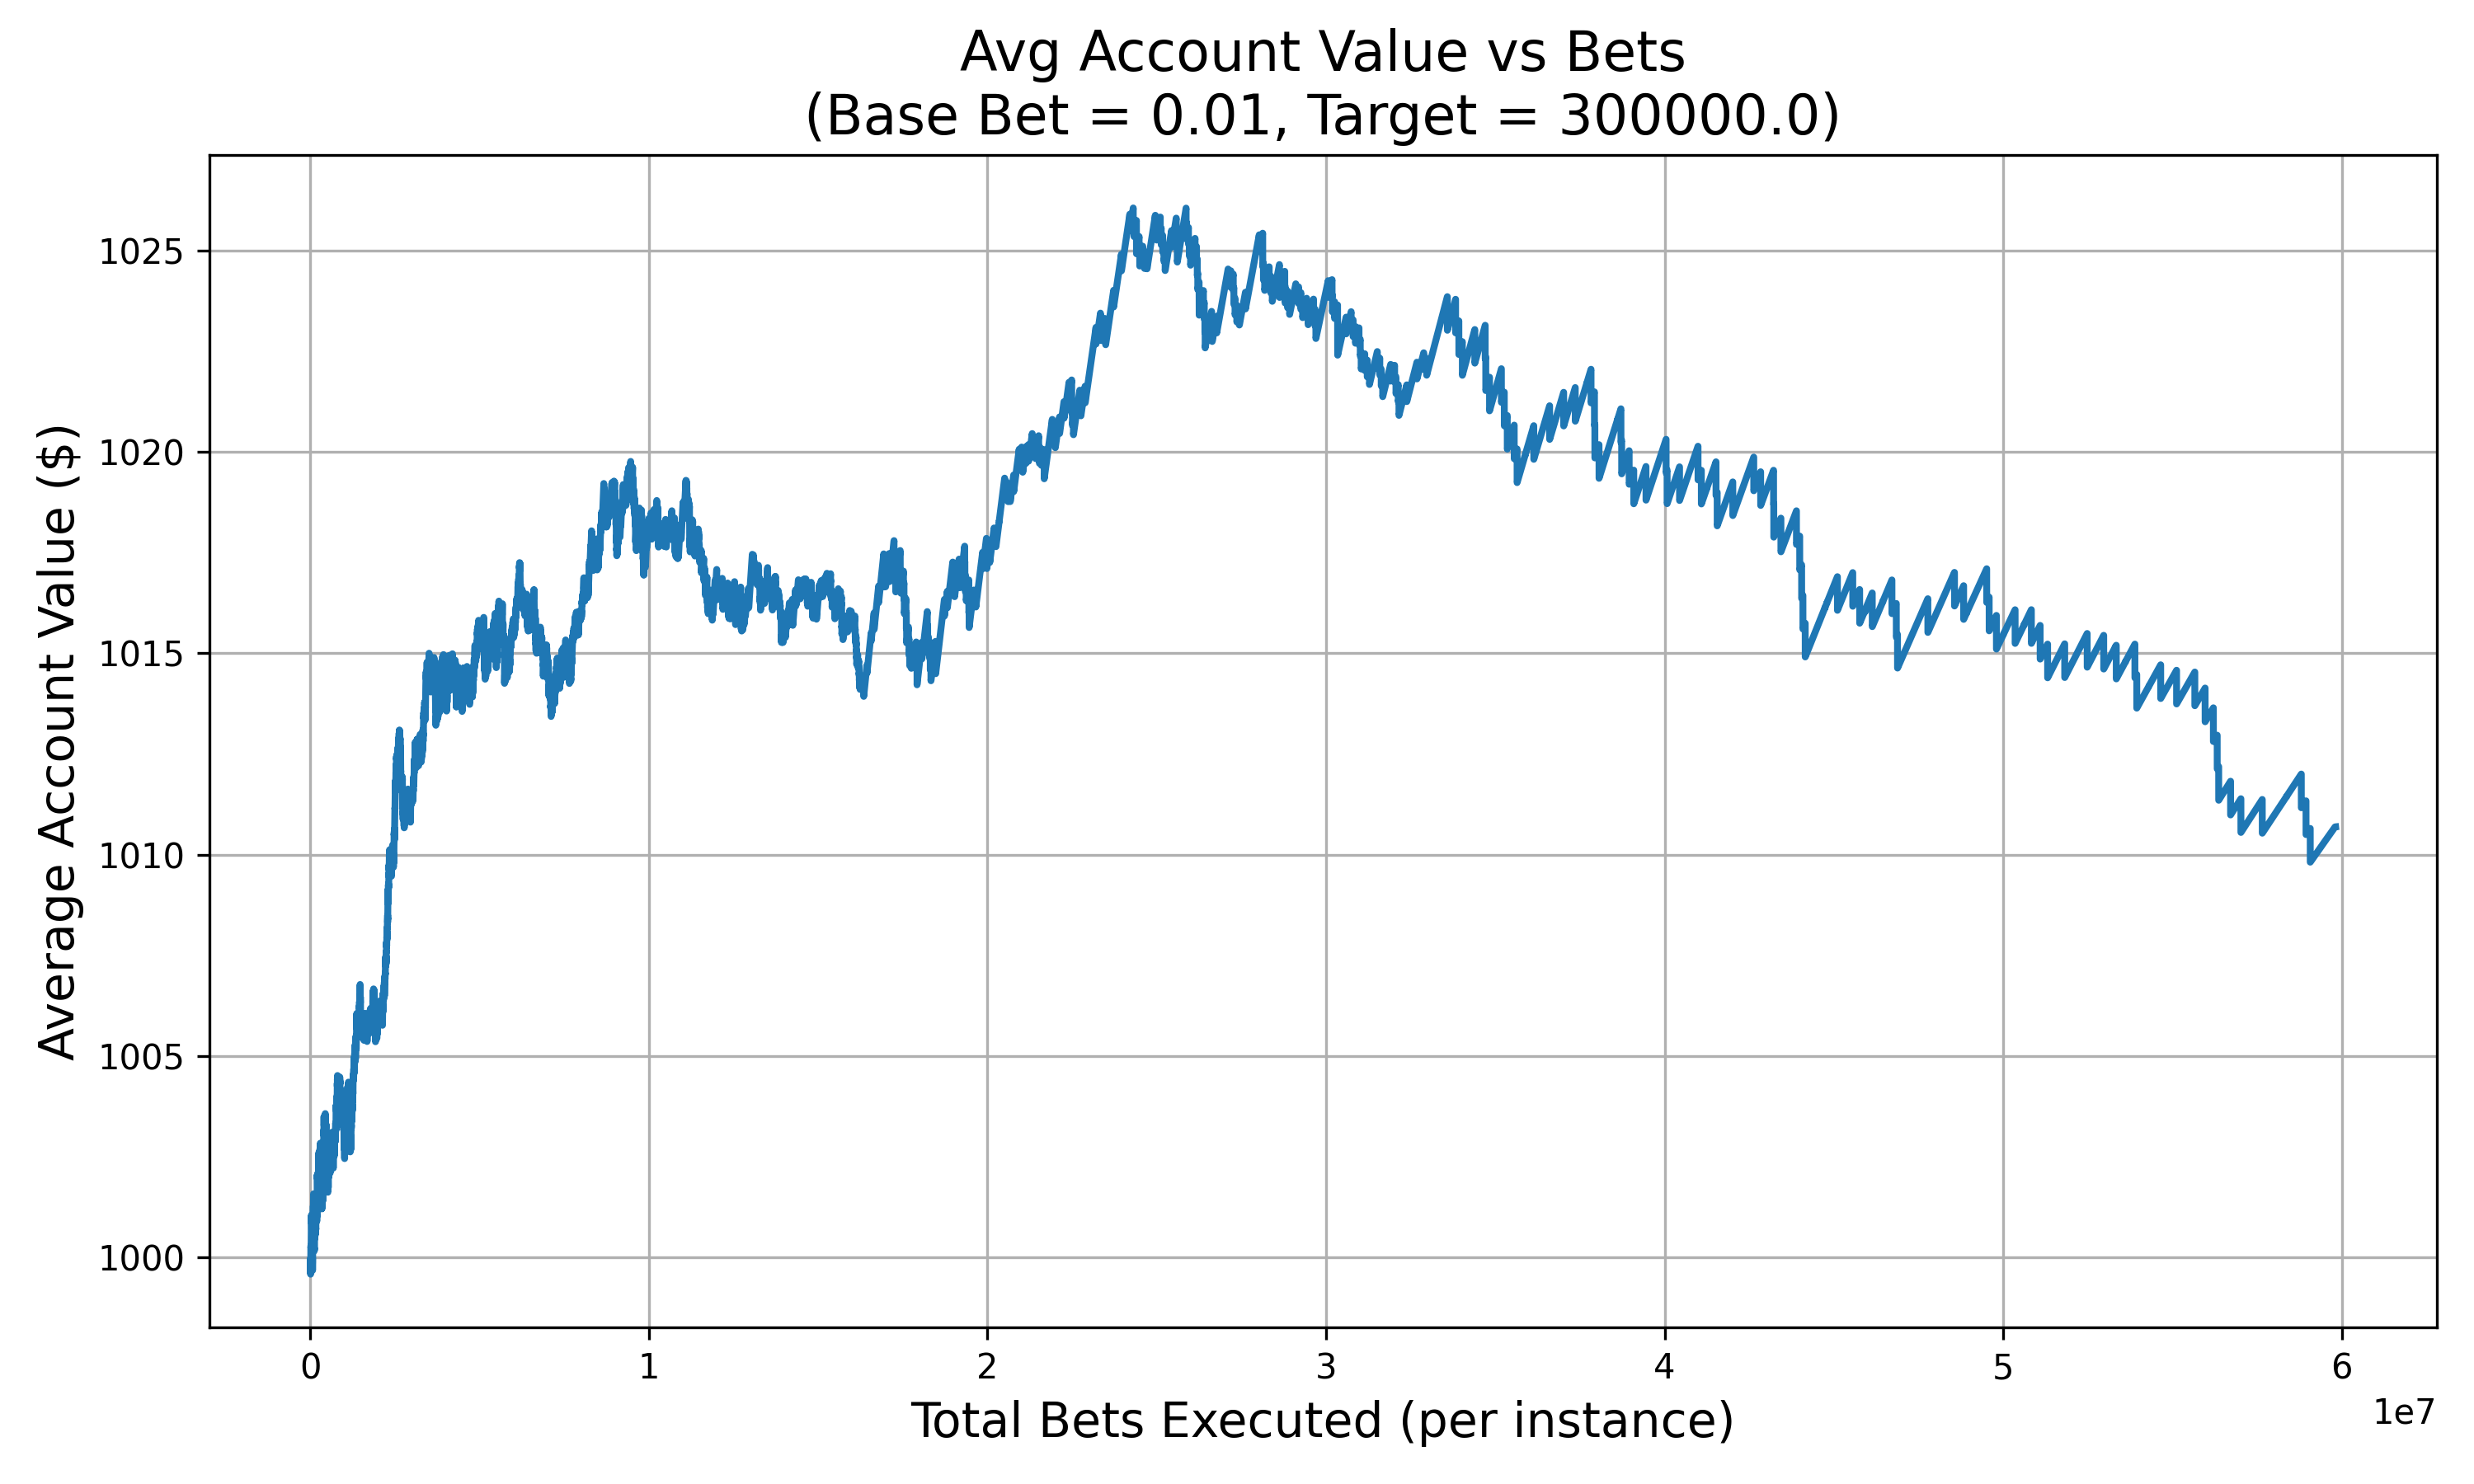 Avg Account Value vs Bets
(Base Bet = 0.01, Target = 300000.0)
Average Account Value ($)
1025
1020
1015
1010
1005
1000
0 1 2 3 4 5 6
1e7
Total Bets Executed (per instance)